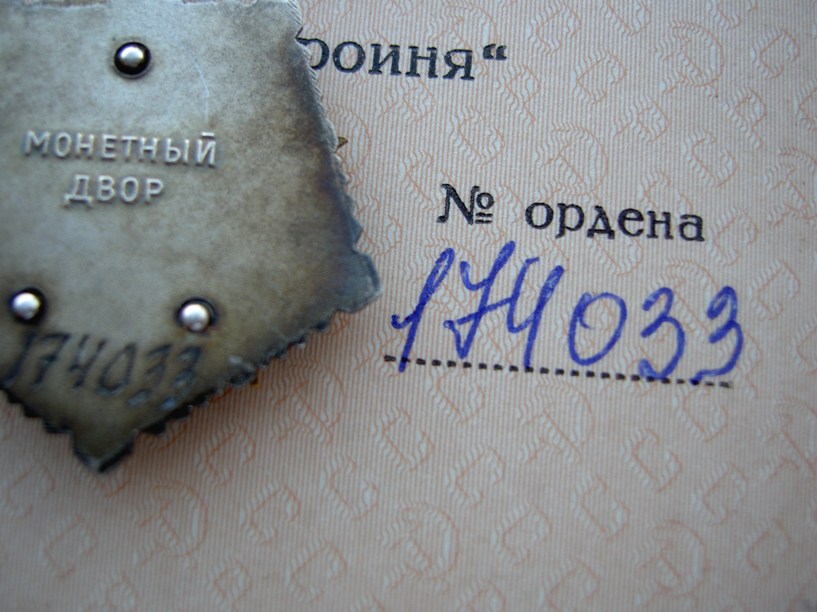 роиня“
МОНЕТНЫЙ
ДВОР
№ ордена
174033
174033